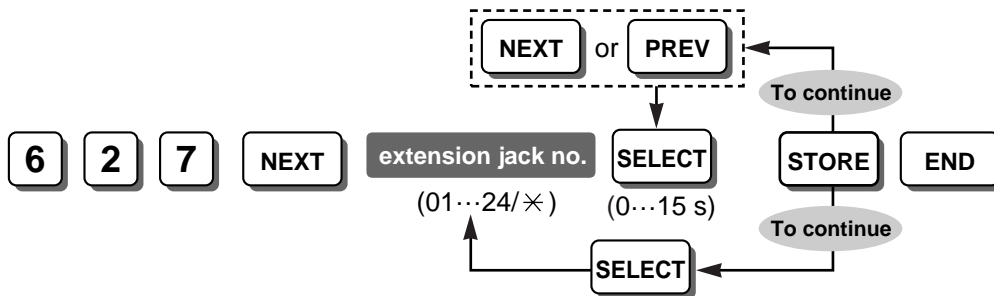 NEXT or PREV
To continue
6 2 7 NEXT extension jack no. SELECT STORE END
(01···24/✳) (0···15 s)
To continue
SELECT